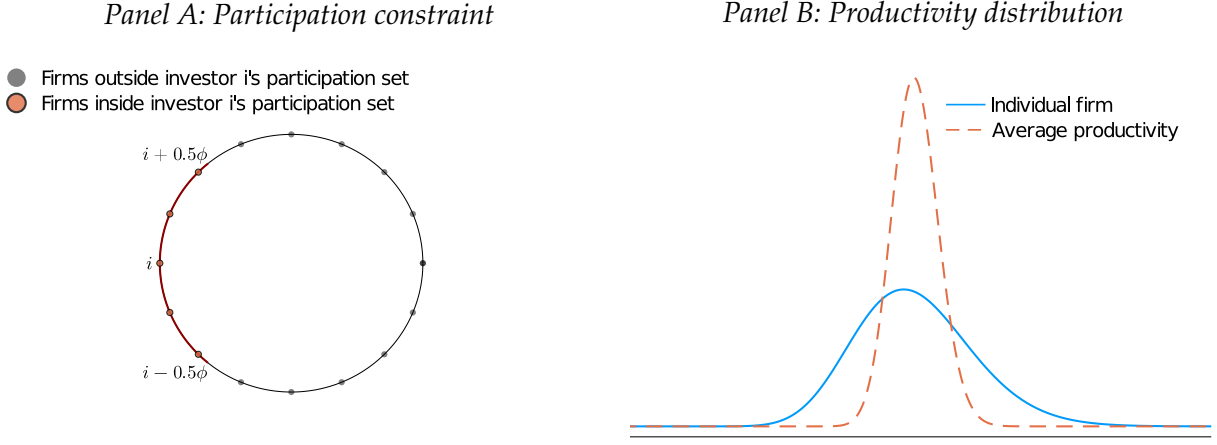 Panel A: Participation constraint
Firms outside investor i's participation set
Firms inside investor i's participation set
i + 0.5ϕ
i
i − 0.5ϕ
Panel B: Productivity distribution
Individual firm
Average productivity